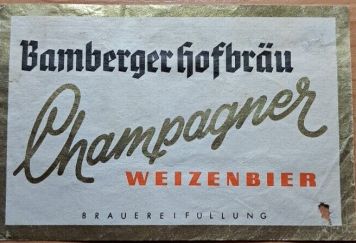 Bamberger Hofbräu
Champagner
WEIZENBIER
BRAUEREIFÜLLUNG